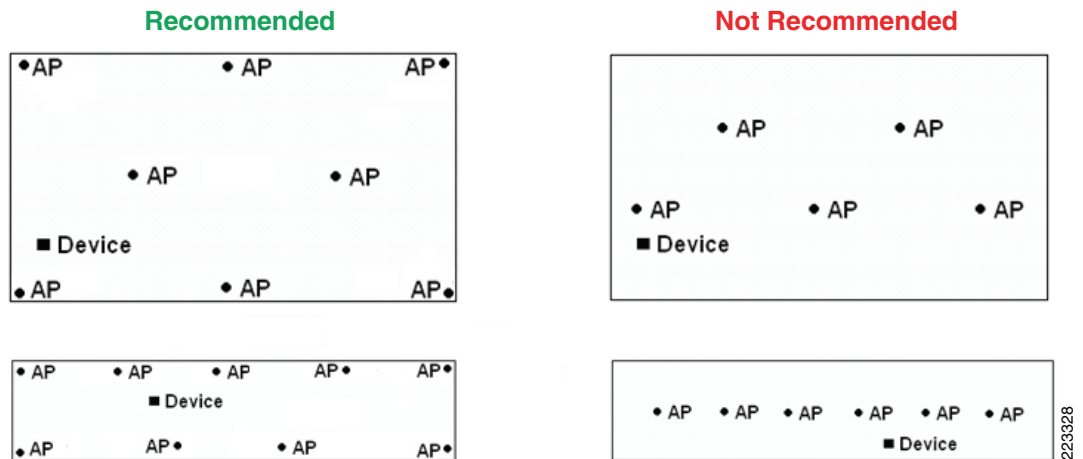 Recommended
Not Recommended
AP AP AP
AP AP
Device
AP AP AP
AP AP
AP AP AP
Device
AP AP AP AP AP
Device
AP AP AP AP
AP AP AP AP AP AP
Device
223328